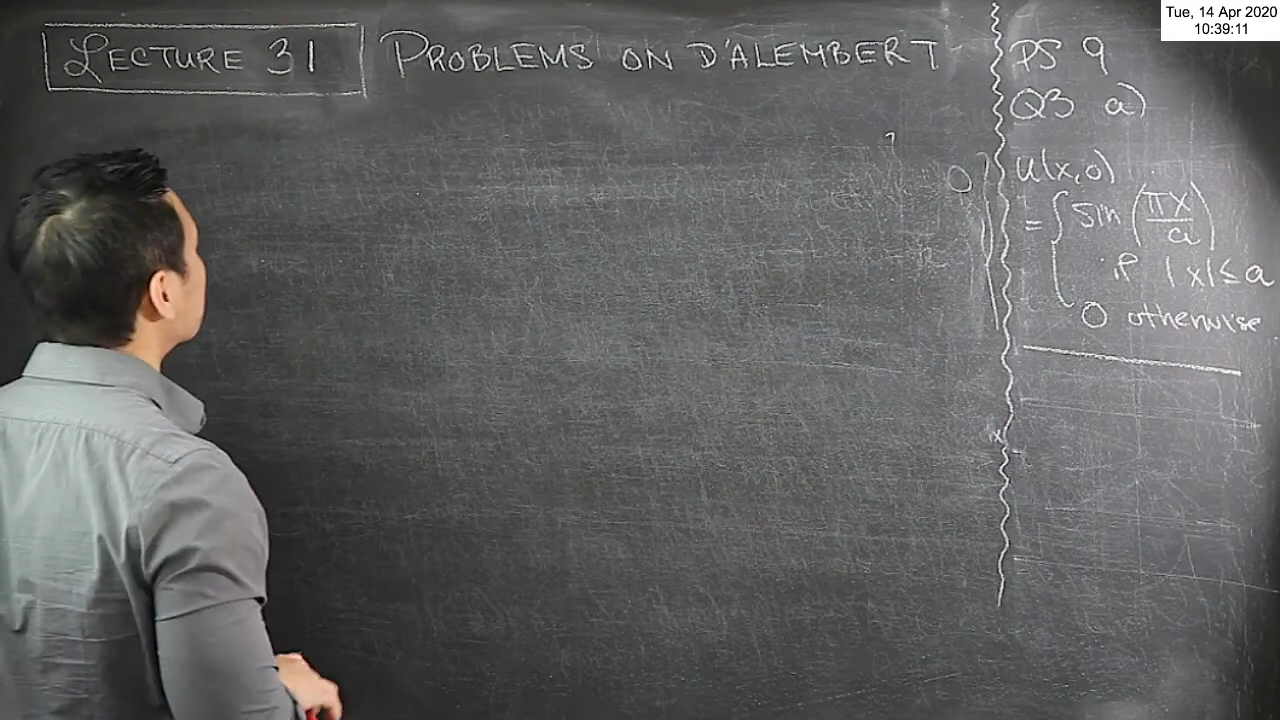 LECTURE 31 PROBLEMS ON D'ALEMBERT
Tue, 14 Apr 2020
10:39:11
PS 9
Q3 a)
u(x,0)
= { sin (πx/a)
if |x| ≤ a
0 otherwise